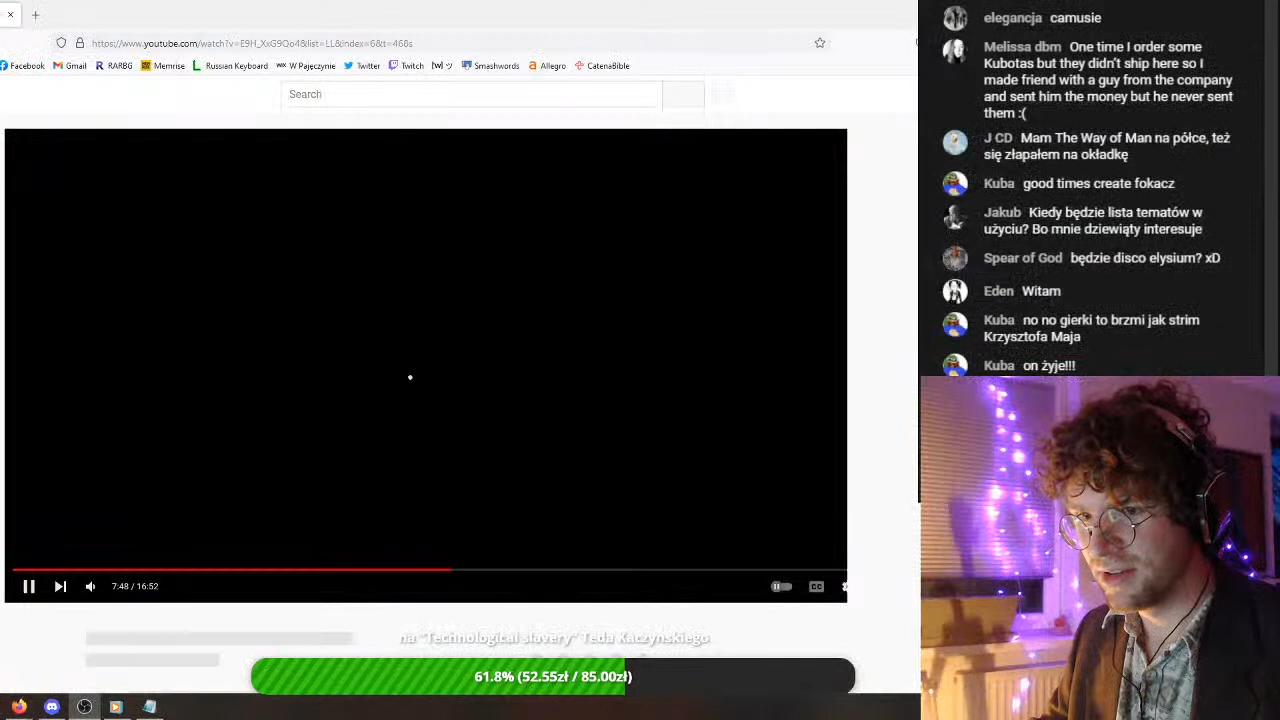 https://www.youtube.com/watch?v=E9H_XxG9Qo4&list=LL&index=6&t=468s
Facebook Gmail RARBG Memrise Russian Keyboard W Pajęczynie Twitter Twitch [w] ツ Smashwords Allegro CatenaBible
Search
7:48 / 16:52
CC
na "Technological slavery" Teda Kaczynskiego
61.8% (52.55zł / 85.00zł)
elegancja camusie
Melissa dbm One time I order some
Kubotas but they didn't ship here so I
made friend with a guy from the company
and sent him the money but he never sent
them :(
J CD Mam The Way of Man na półce, też
się złapałem na okładkę
Kuba good times create fokacz
Jakub Kiedy będzie lista tematów w
użyciu? Bo mnie dziewiąty interesuje
Spear of God będzie disco elysium? xD
Eden Witam
Kuba no no gierki to brzmi jak strim
Krzysztofa Maja
Kuba on żyje!!!